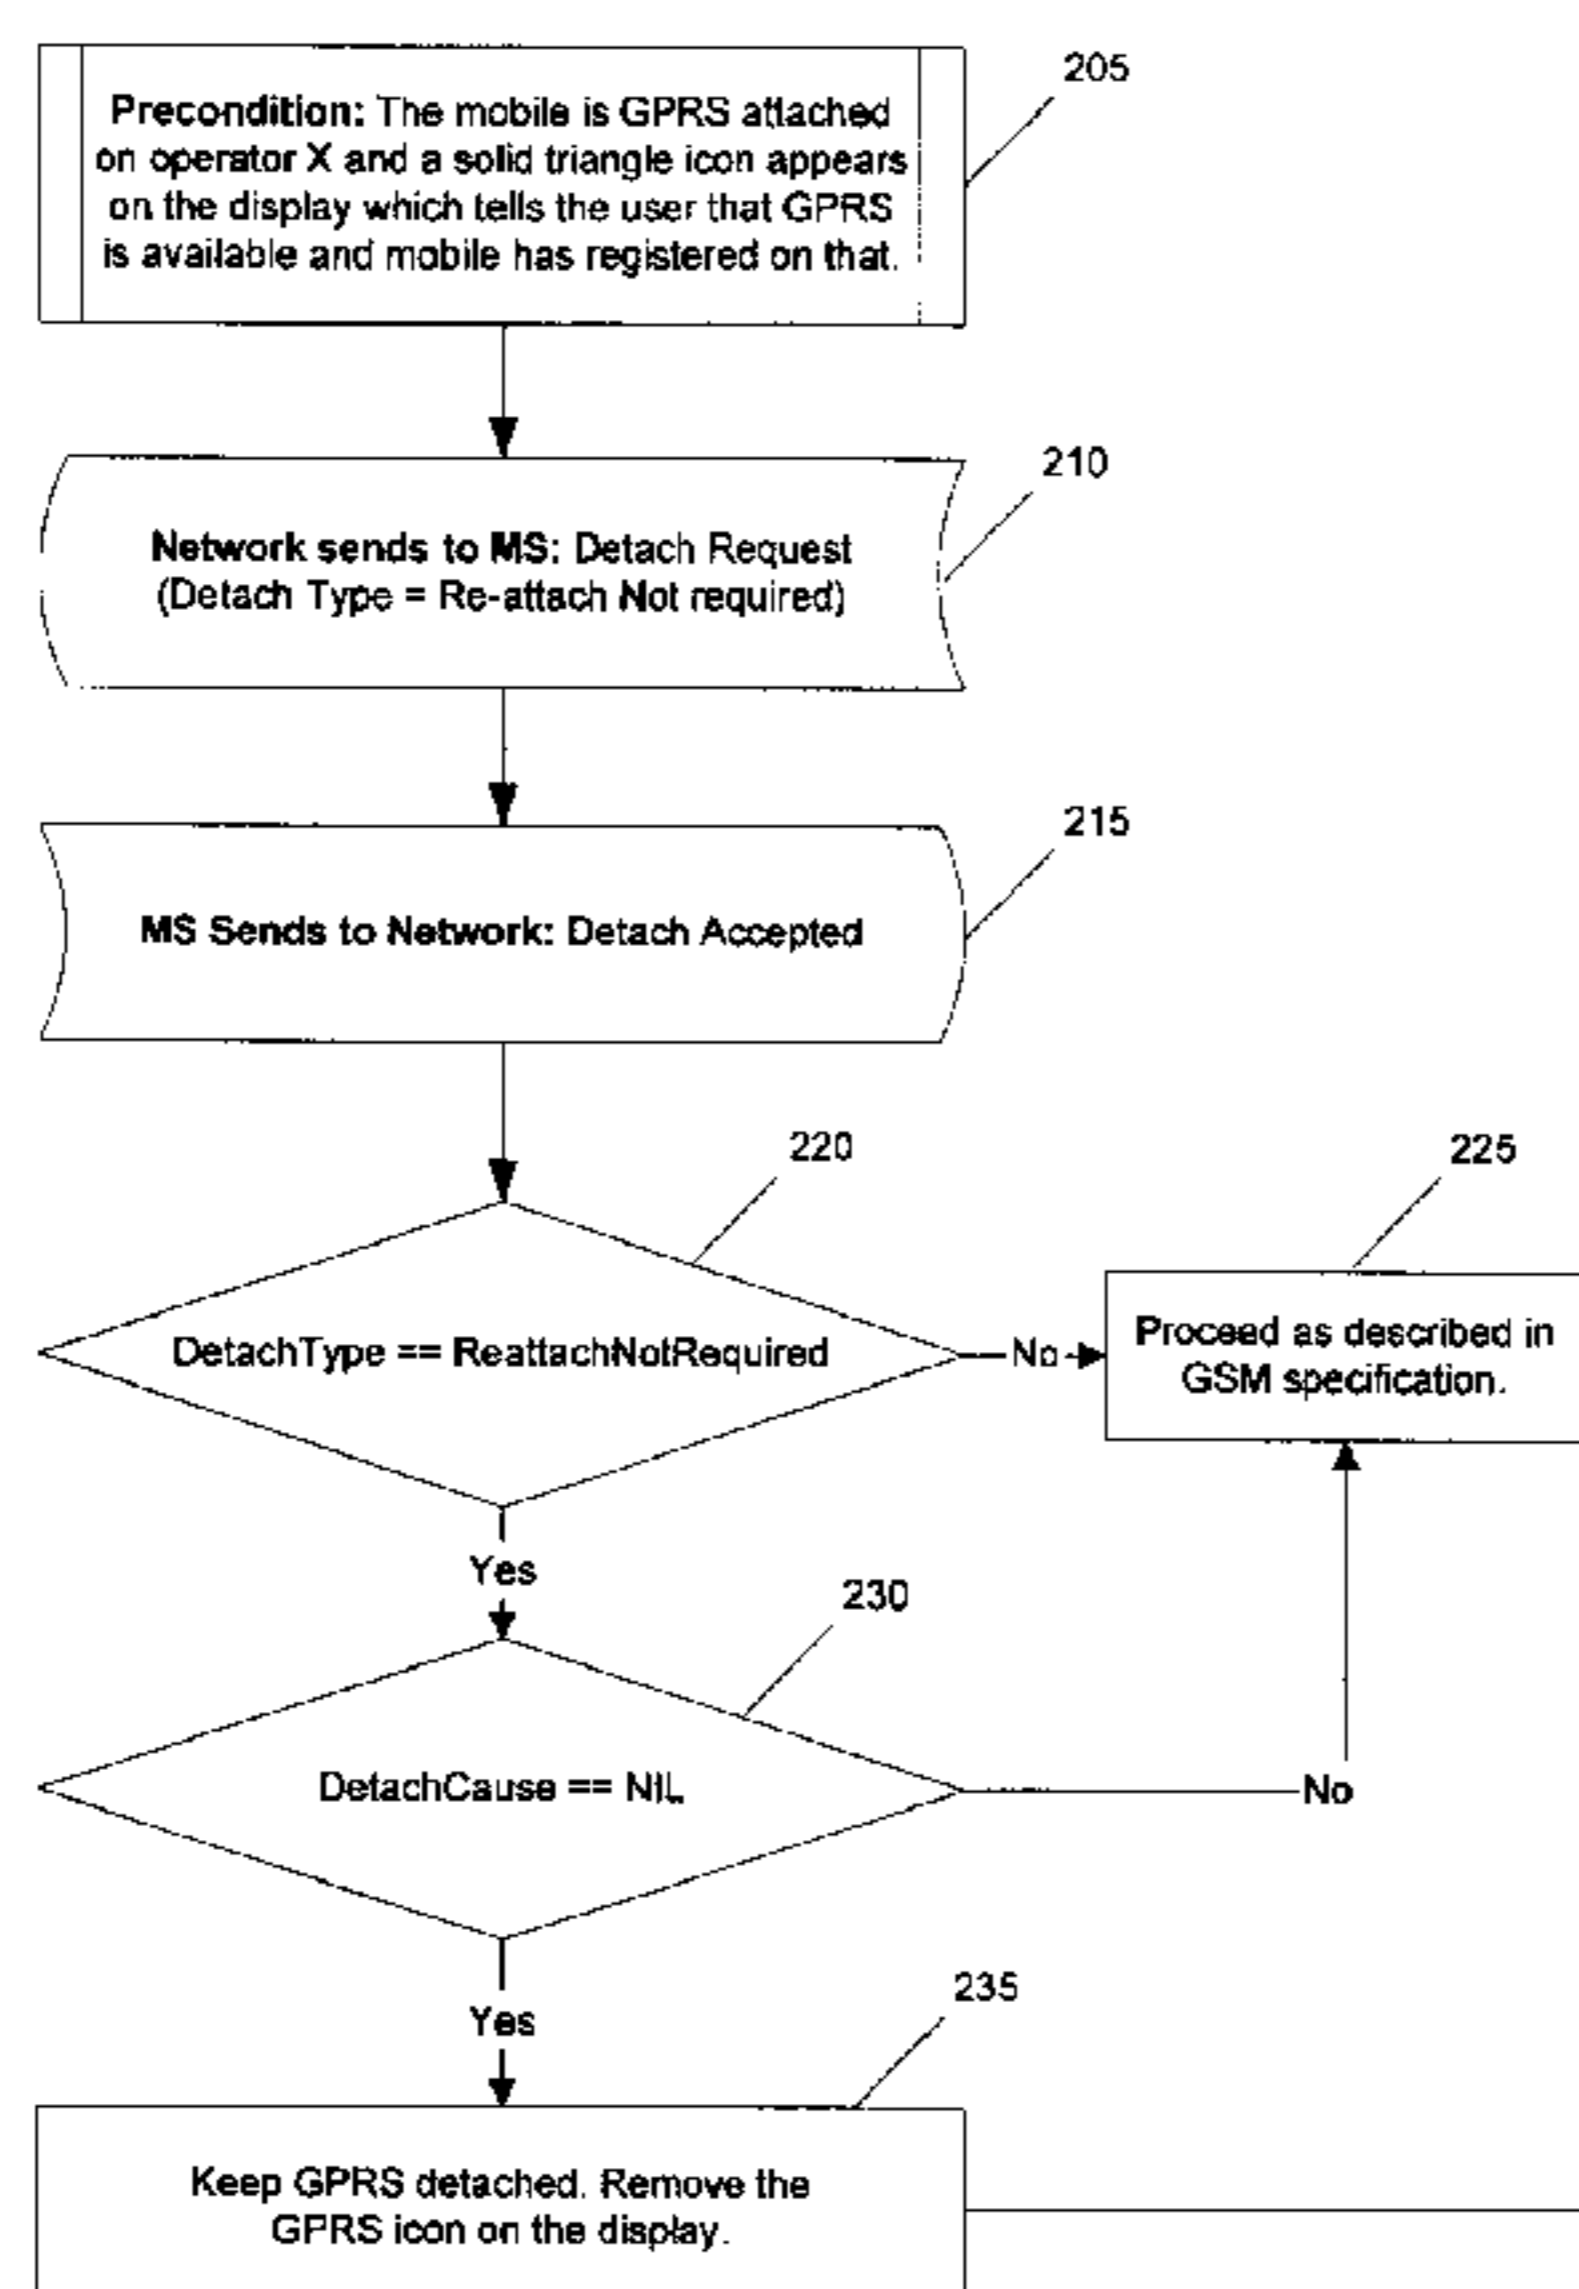 205
Precondition: The mobile is GPRS attached
on operator X and a solid triangle icon appears
on the display which tells the user that GPRS
is available and mobile has registered on that.
210
Network sends to MS: Detach Request
(Detach Type = Re-attach Not required)
215
MS Sends to Network: Detach Accepted
220
225
DetachType == ReattachNotRequired
No
Proceed as described in
GSM specification.
Yes
230
DetachCause == NIL
No
Yes
235
Keep GPRS detached. Remove the
GPRS icon on the display.